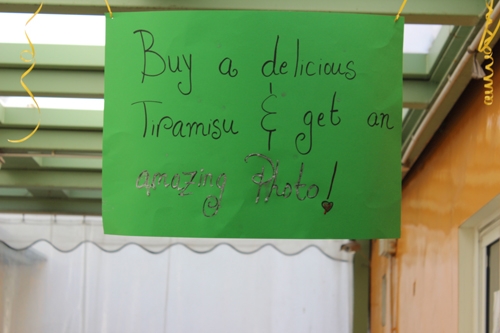 Buy a delicious
Tiramisu & get an
amazing Photo!